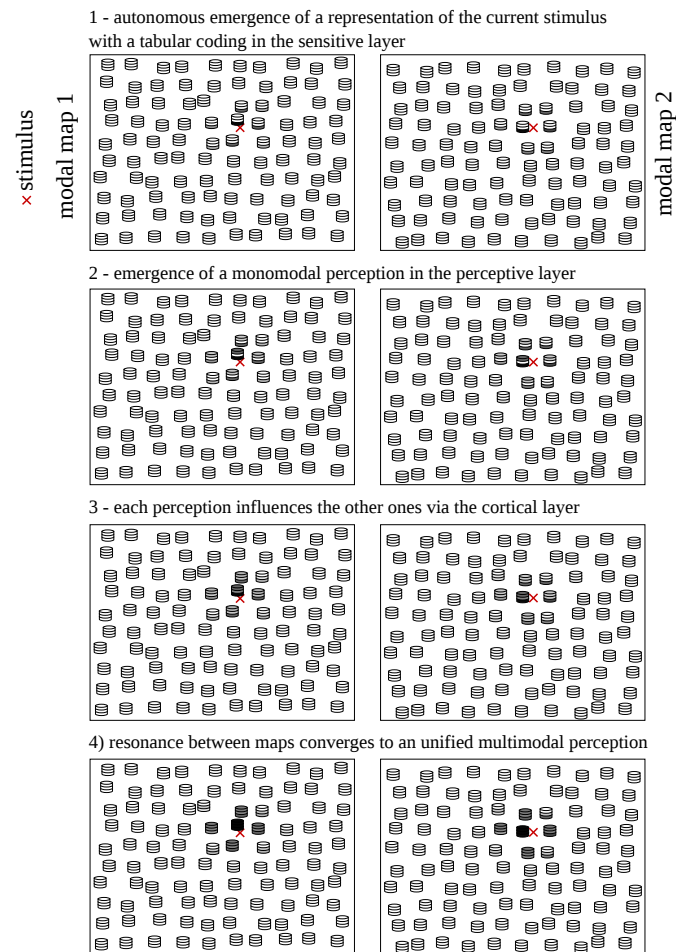 1 - autonomous emergence of a representation of the current stimulus
with a tabular coding in the sensitive layer
× stimulus
modal map 1
modal map 2
2 - emergence of a monomodal perception in the perceptive layer
3 - each perception influences the other ones via the cortical layer
4) resonance between maps converges to an unified multimodal perception